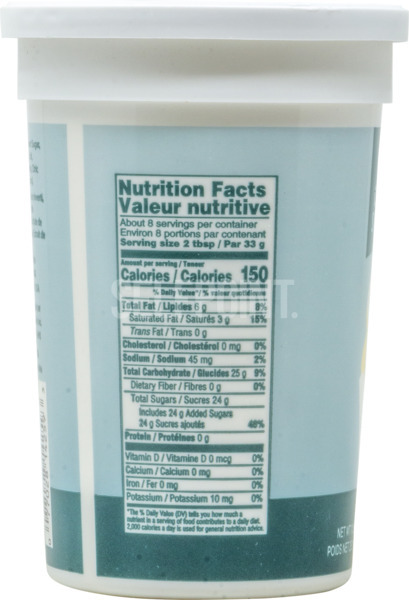 Nutrition Facts
Valeur nutritive
About 8 servings per container
Environ 8 portions par contenant
Serving size 2 tbsp / Par 33 g
Amount per serving / Teneur
Calories / Calories 150
% Daily Value* / % valeur quotidienne
Total Fat / Lipides 6 g 8%
Saturated Fat / Saturés 3 g 15%
Trans Fat / Trans 0 g
Cholesterol / Cholestérol 0 mg 0%
Sodium / Sodium 45 mg 2%
Total Carbohydrate / Glucides 25 g 9%
Dietary Fiber / Fibres 0 g 0%
Total Sugars / Sucres 24 g
Includes 24 g Added Sugars
24 g Sucres ajoutés 48%
Protein / Protéines 0 g
Vitamin D / Vitamine D 0 mcg 0%
Calcium / Calcium 0 mg 0%
Iron / Fer 0 mg 0%
Potassium / Potassium 10 mg 0%
*The % Daily Value (DV) tells you how much a
nutrient in a serving of food contributes to a daily diet.
2,000 calories a day is used for general nutrition advice.
NET
POIDS NET